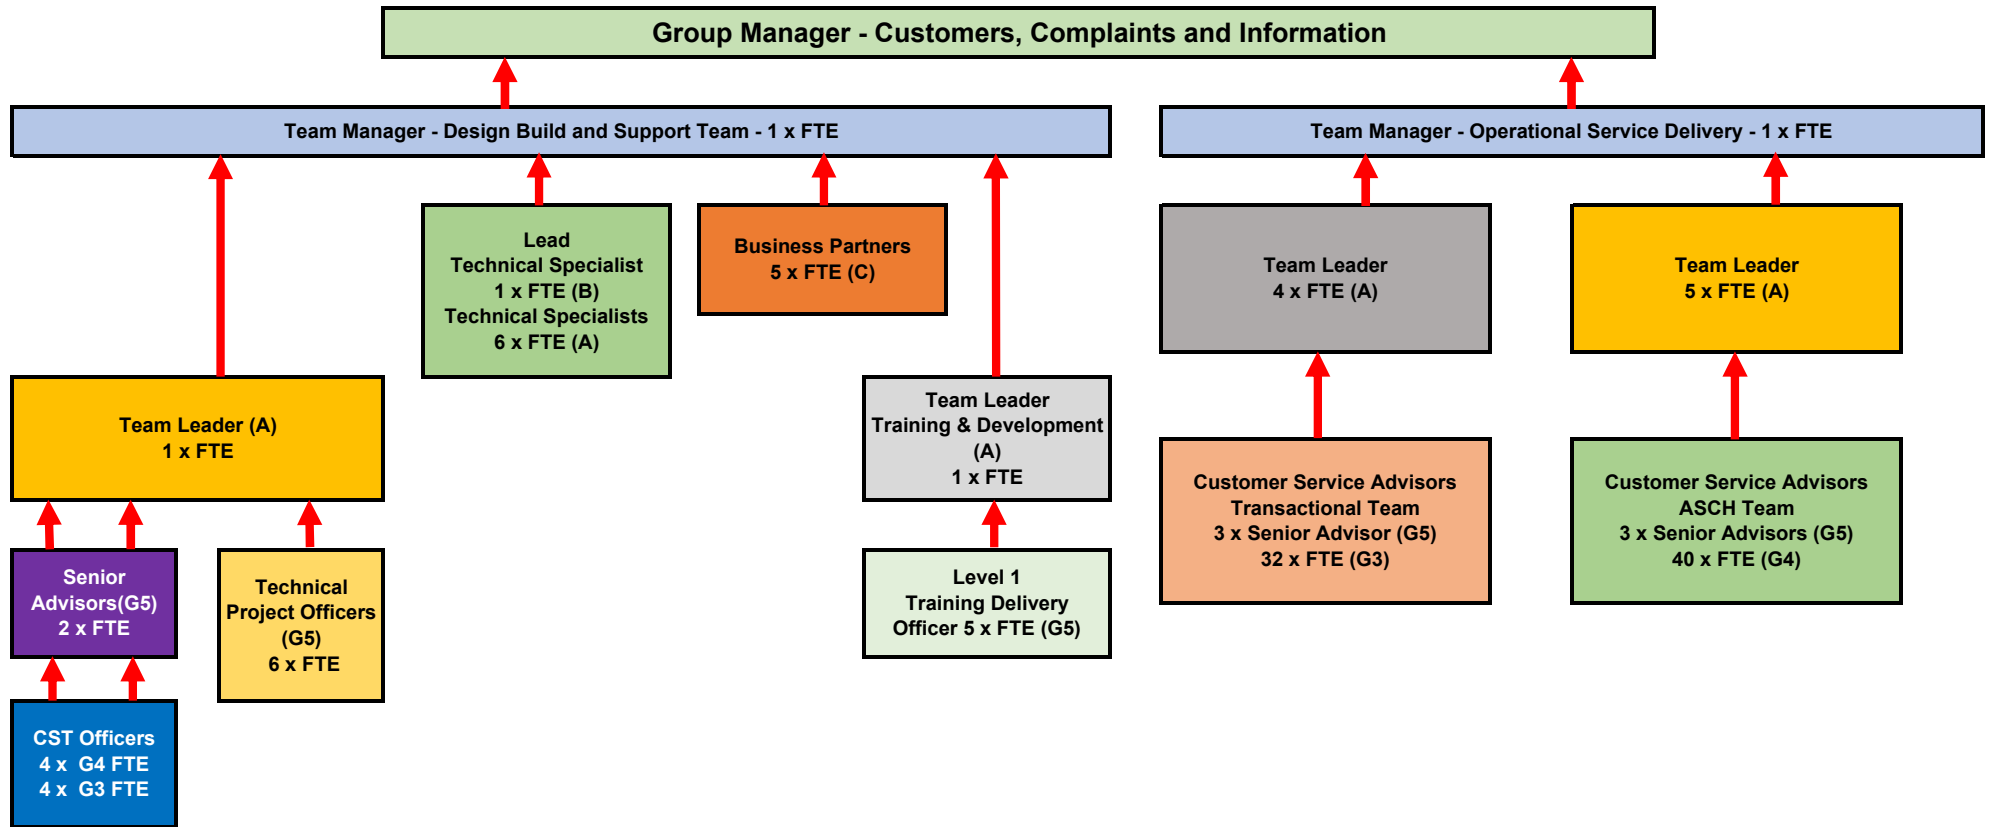 Group Manager - Customers, Complaints and Information
Team Manager - Design Build and Support Team - 1 x FTE
Team Manager - Operational Service Delivery - 1 x FTE
Lead
Technical Specialist
1 x FTE (B)
Technical Specialists
6 x FTE (A)
Business Partners
5 x FTE (C)
Team Leader
4 x FTE (A)
Team Leader
5 x FTE (A)
Team Leader (A)
1 x FTE
Team Leader
Training & Development
(A)
1 x FTE
Customer Service Advisors
Transactional Team
3 x Senior Advisor (G5)
32 x FTE (G3)
Customer Service Advisors
ASCH Team
3 x Senior Advisors (G5)
40 x FTE (G4)
Senior
Advisors(G5)
2 x FTE
Technical
Project Officers
(G5)
6 x FTE
Level 1
Training Delivery
Officer 5 x FTE (G5)
CST Officers
4 x  G4 FTE
4 x  G3 FTE